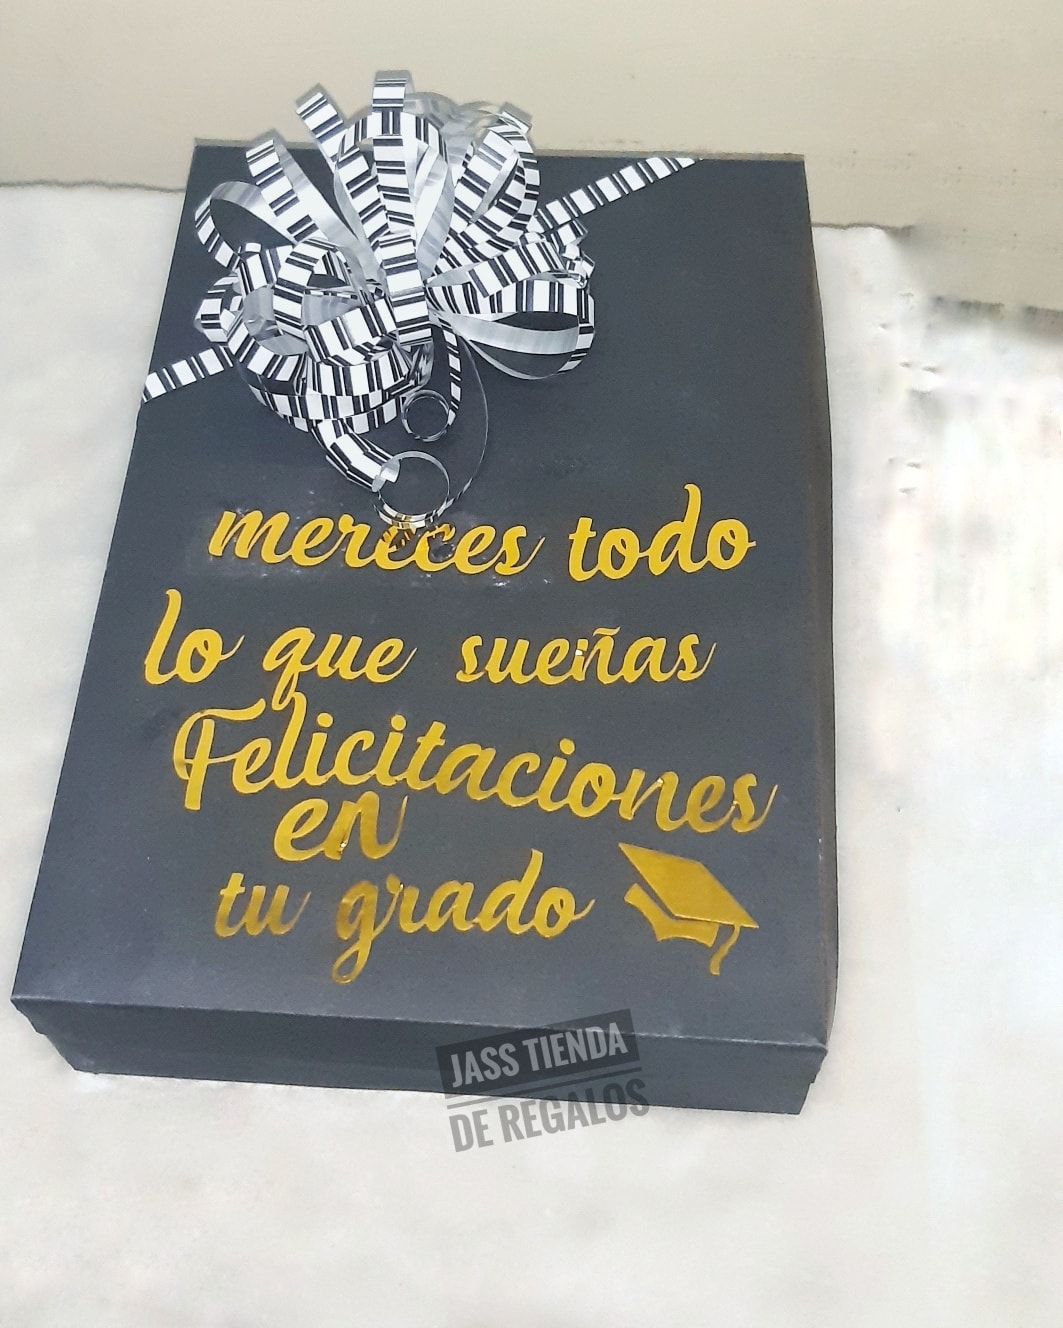 mereces todo
lo que sueñas
Felicitaciones
en
tu grado
JASS TIENDA
DE REGALOS